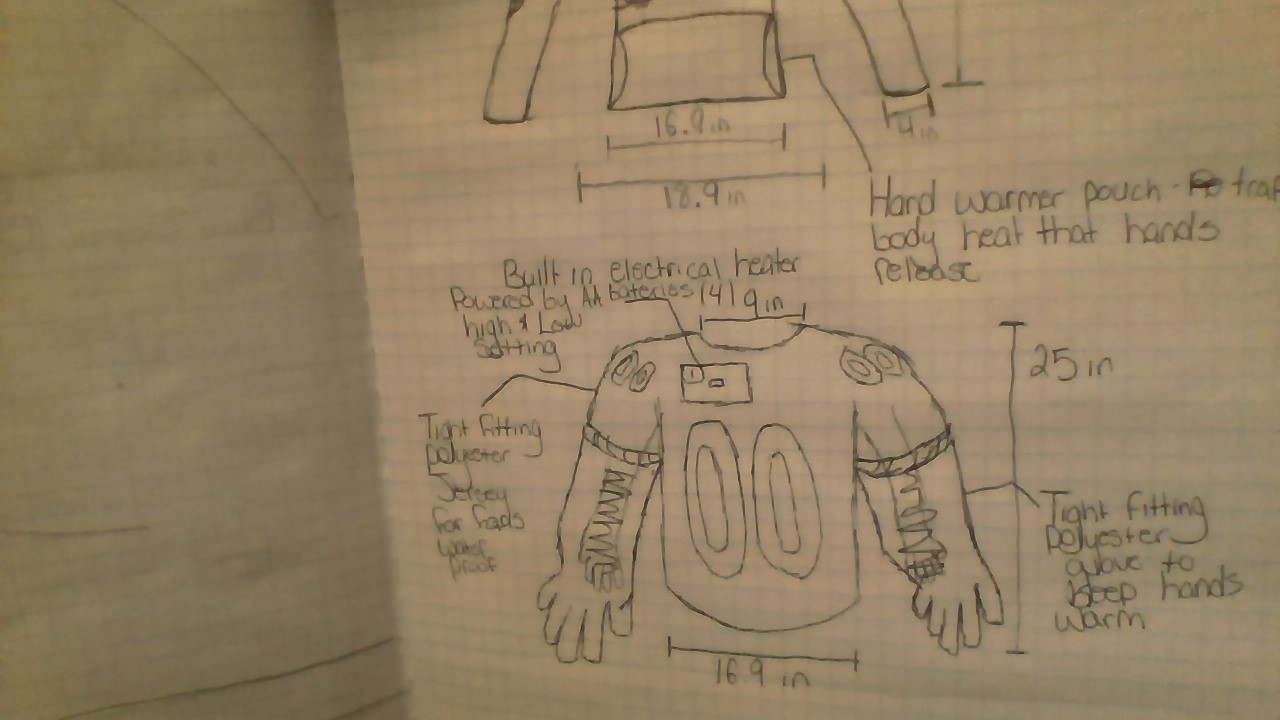 16.9 in
4 in
18.9 in
Hand warmer pouch - to trap
body heat that hands
release
Built in electrical heater
Powered by AA bateries (4)
high & Low
Setting
9 in
25 in
Tight fitting
polyester
Jersey
for
water
proof
00
Tight fitting
polyester
glove to
keep hands
warm
16.9 in